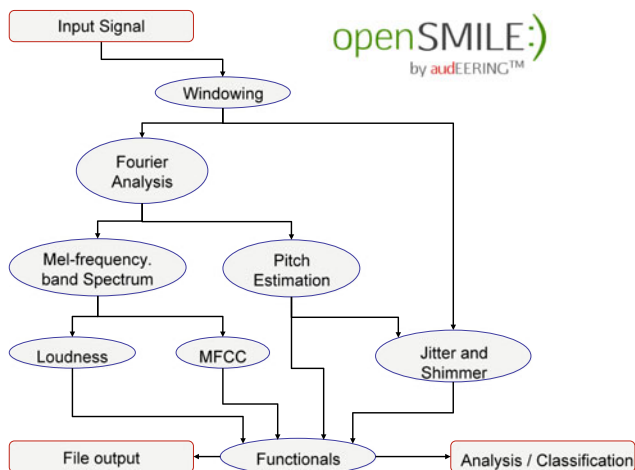 Input Signal
openSMILE:)
by audEERING™
Windowing
Fourier
Analysis
Mel-frequency.
band Spectrum
Pitch
Estimation
Loudness
MFCC
Jitter and
Shimmer
File output
Functionals
Analysis / Classification